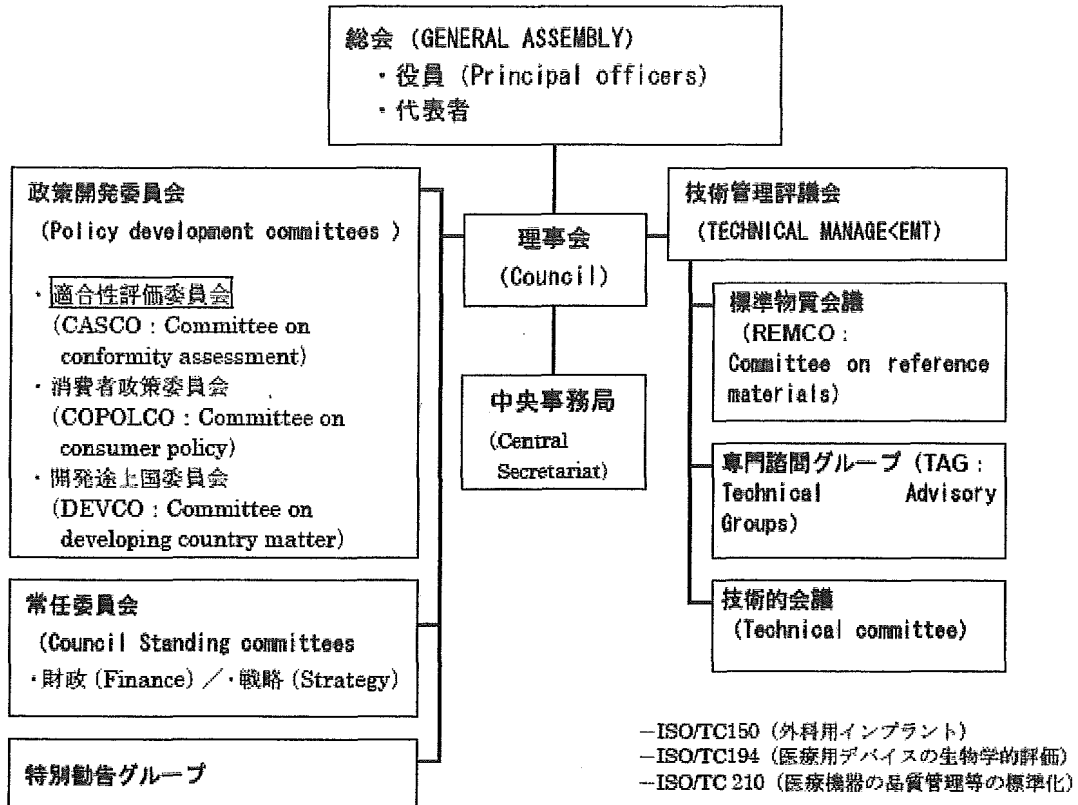 総会 (GENERAL ASSEMBLY)
・役員 (Principal officers)
・代表者
政策開発委員会
(Policy development committees )
・適合性評価委員会
(CASCO : Committee on
conformity assessment)
・消費者政策委員会
(COPOLCO : Committee on
consumer policy)
・開発途上国委員会
(DEVCO : Committee on
developing country matter)
常任委員会
(Council Standing committees
・財政 (Finance) ／・戦略 (Strategy)
特別勧告グループ
理事会
(Council)
中央事務局
(Central
Secretariat)
技術管理評議会
(TECHNICAL MANAGE<EMT)
標準物質会議
(REMCO :
Committee on reference
materials)
専門諮問グループ (TAG :
Technical Advisory
Groups)
技術的会議
(Technical committee)
－ISO/TC150 (外科用インプラント)
－ISO/TC194 (医療用デバイスの生物学的評価)
－ISO/TC 210 (医療機器の品質管理等の標準化)